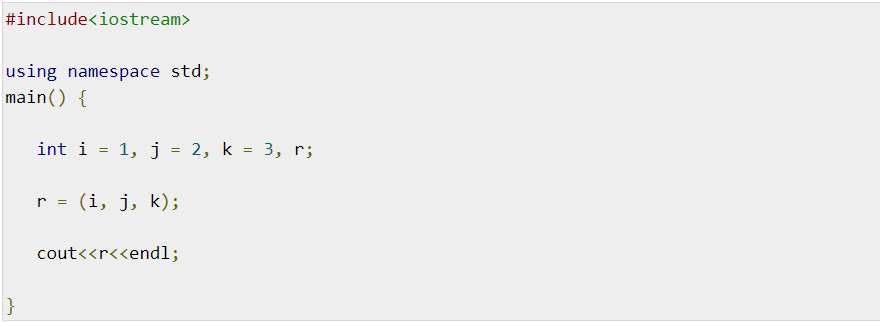 #include<iostream>
using namespace std;
main() {
int i = 1, j = 2, k = 3, r;
r = (i, j, k);
cout<<r<<endl;
}